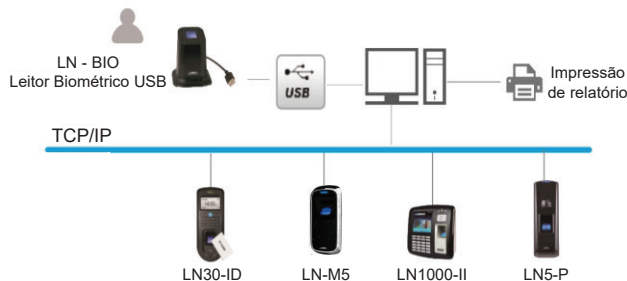 LN - BIO
Leitor Biométrico USB
USB
Impressão
de relatório
TCP/IP
LN30-ID
LN-M5
LN1000-II
LN5-P